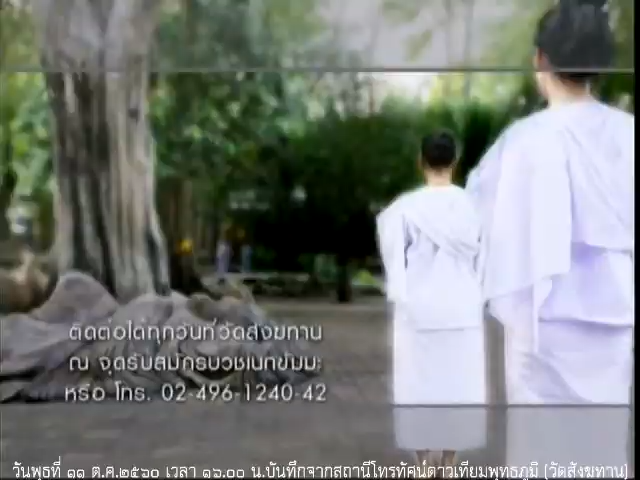 ติดต่อได้ทุกวันที่วัดสังฆทาน
ณ จุดรับสมัครบวชเนกขัมมะ
หรือ โทร. 02-496-1240-42
วันพุธที่ ๑๑ ต.ค.๒๕๖๐ เวลา ๑๖.๐๐ น.บันทึกจากสถานีโทรทัศน์ดาวเทียมพุทธภูมิ (วัดสังฆทาน)